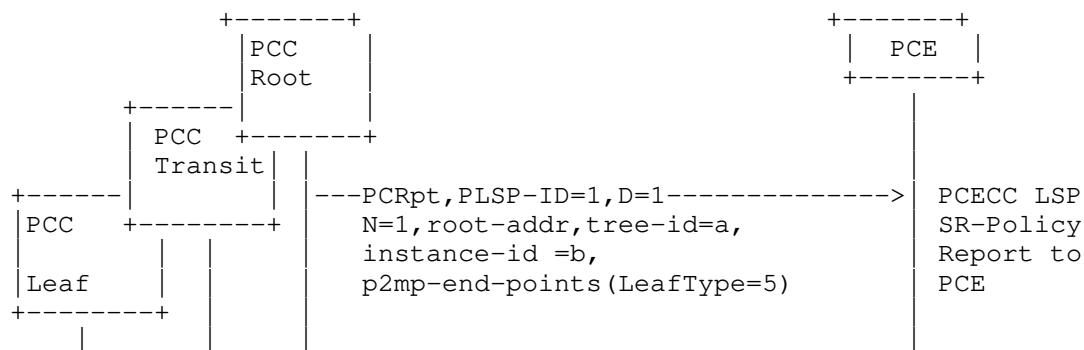 PCC
Root
PCE
PCC
Transit
---PCRpt,PLSP-ID=1,D=1-------------->
PCECC LSP
PCC
N=1,root-addr,tree-id=a,
SR-Policy
instance-id =b,
Report to
Leaf
p2mp-end-points(LeafType=5)
PCE